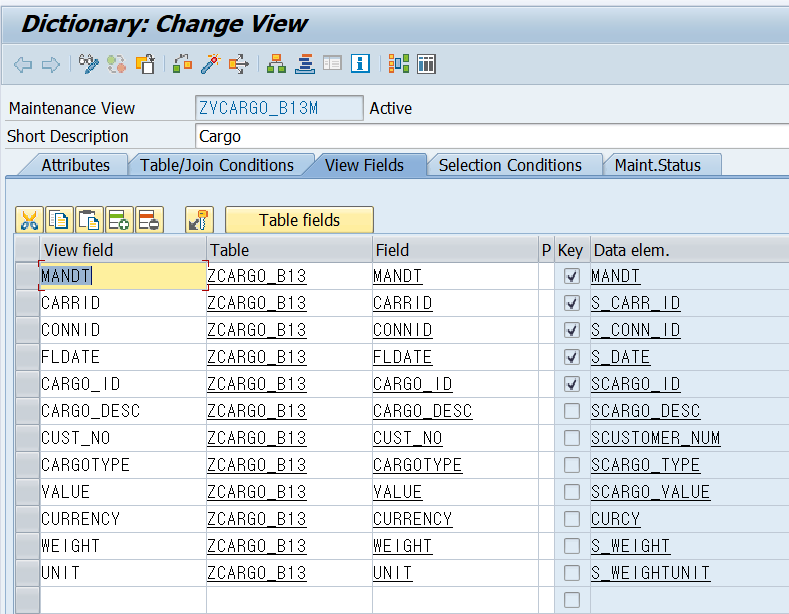 Dictionary: Change View
Maintenance View ZVCARGO_B13M Active
Short Description Cargo
Attributes Table/Join Conditions View Fields Selection Conditions Maint.Status
Table fields
View field Table Field P Key Data elem.
MANDT ZCARGO_B13 MANDT MANDT
CARRID ZCARGO_B13 CARRID S_CARR_ID
CONNID ZCARGO_B13 CONNID S_CONN_ID
FLDATE ZCARGO_B13 FLDATE S_DATE
CARGO_ID ZCARGO_B13 CARGO_ID SCARGO_ID
CARGO_DESC ZCARGO_B13 CARGO_DESC SCARGO_DESC
CUST_NO ZCARGO_B13 CUST_NO SCUSTOMER_NUM
CARGOTYPE ZCARGO_B13 CARGOTYPE SCARGO_TYPE
VALUE ZCARGO_B13 VALUE SCARGO_VALUE
CURRENCY ZCARGO_B13 CURRENCY CURCY
WEIGHT ZCARGO_B13 WEIGHT S_WEIGHT
UNIT ZCARGO_B13 UNIT S_WEIGHTUNIT